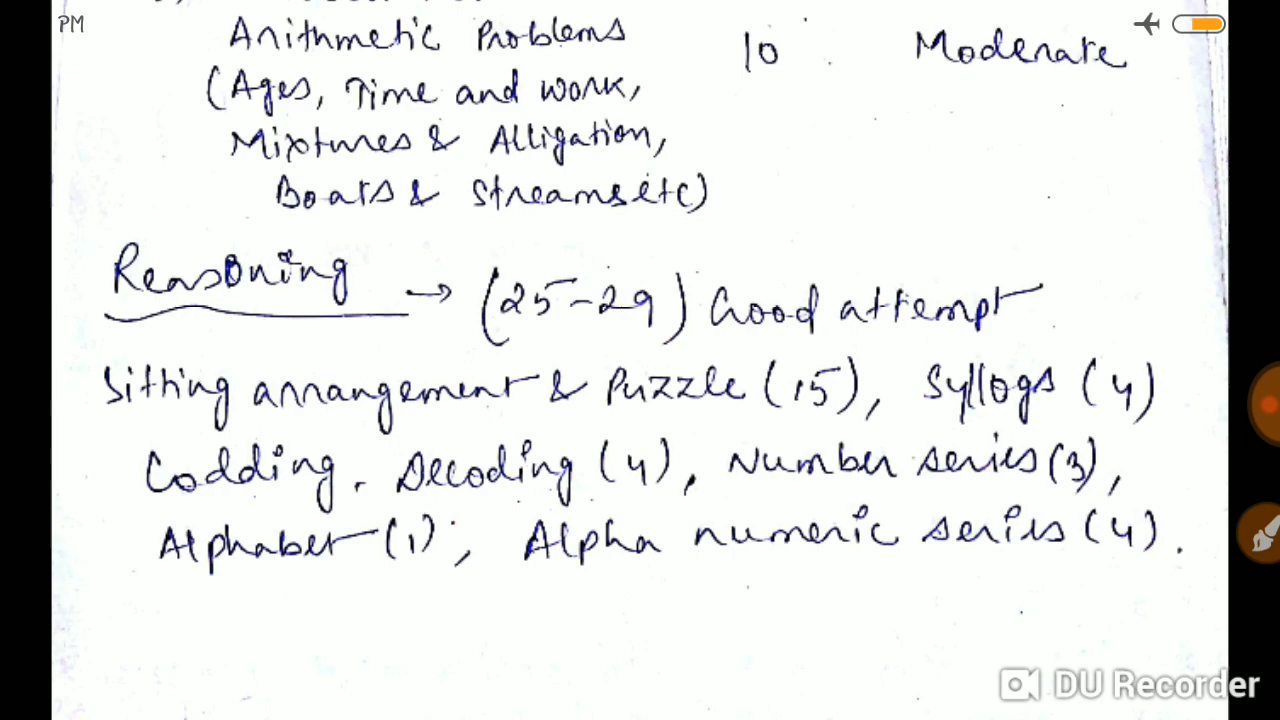 PM
Arithmetic Problems 10 Moderate
(Ages, Time and work,
Mixtures & Alligation,
Boats & Streams etc)
Reasoning → (25-29) Good attempt
Sitting arrangement & Puzzle (15), Syllogs (4)
Codding. Decoding (4), Number series (3),
Alphabet (1), Alpha numeric series (4).
DU Recorder